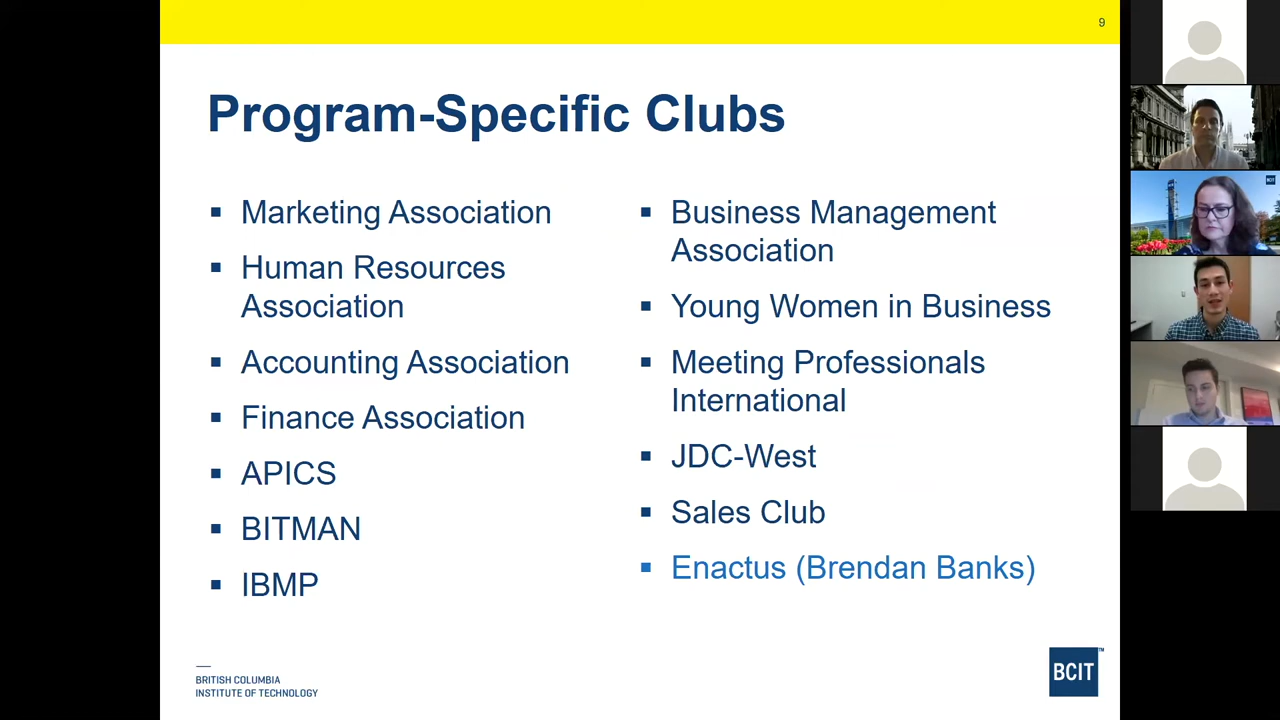 9
Program-Specific Clubs
▪ Marketing Association
▪ Human Resources
Association
▪ Accounting Association
▪ Finance Association
▪ APICS
▪ BITMAN
▪ IBMP
▪ Business Management
Association
▪ Young Women in Business
▪ Meeting Professionals
International
▪ JDC-West
▪ Sales Club
▪ Enactus (Brendan Banks)
BRITISH COLUMBIA
INSTITUTE OF TECHNOLOGY
BCIT™
BCIT